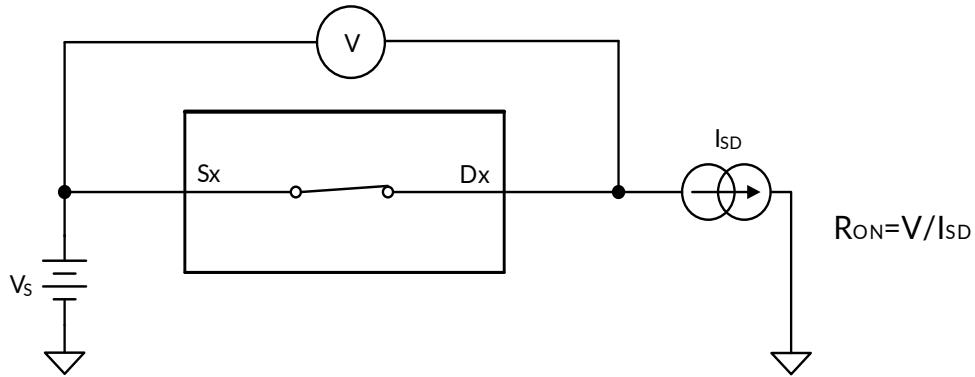 V
ISD
Sx
Dx
RON=V/ISD
VS